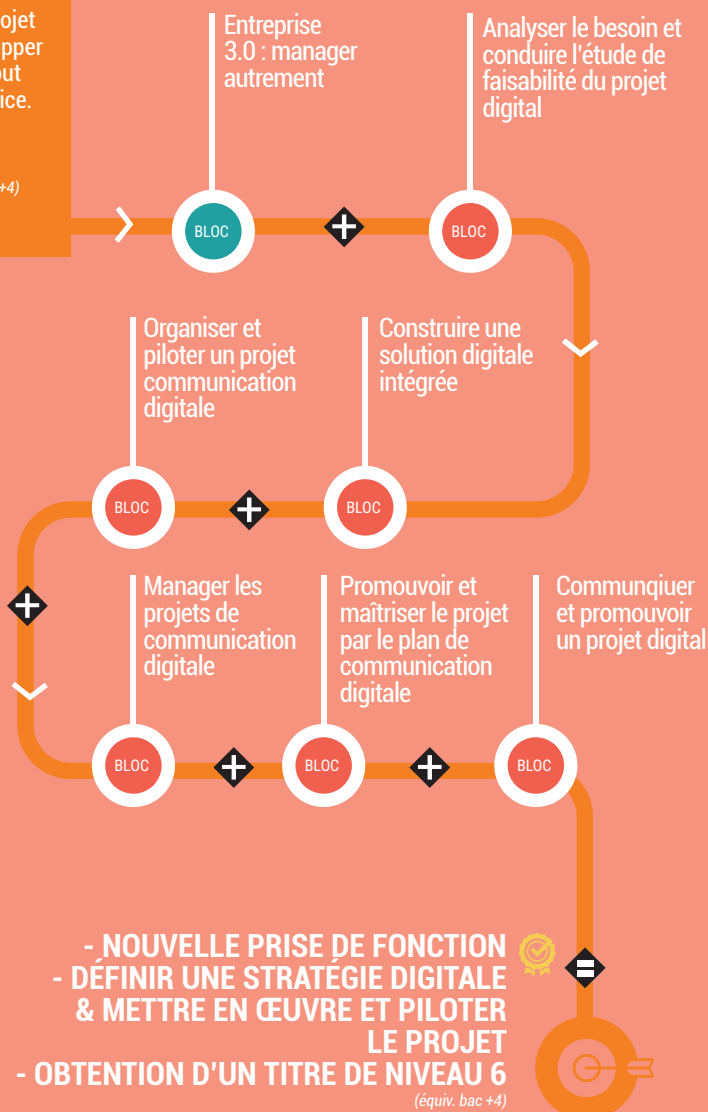 ojet
pper
out
ice.
+4)
Entreprise
3.0 : manager
autrement
Analyser le besoin et
conduire l'étude de
faisabilité du projet
digital
BLOC
BLOC
Organiser et
piloter un projet
communication
digitale
Construire une
solution digitale
intégrée
BLOC
BLOC
Manager les
projets de
communication
digitale
Promouvoir et
maîtriser le projet
par le plan de
communication
digitale
Communqiuer
et promouvoir
un projet digital
BLOC
BLOC
BLOC
- NOUVELLE PRISE DE FONCTION
- DÉFINIR UNE STRATÉGIE DIGITALE
& METTRE EN ŒUVRE ET PILOTER
LE PROJET
- OBTENTION D'UN TITRE DE NIVEAU 6
(équiv. bac +4)